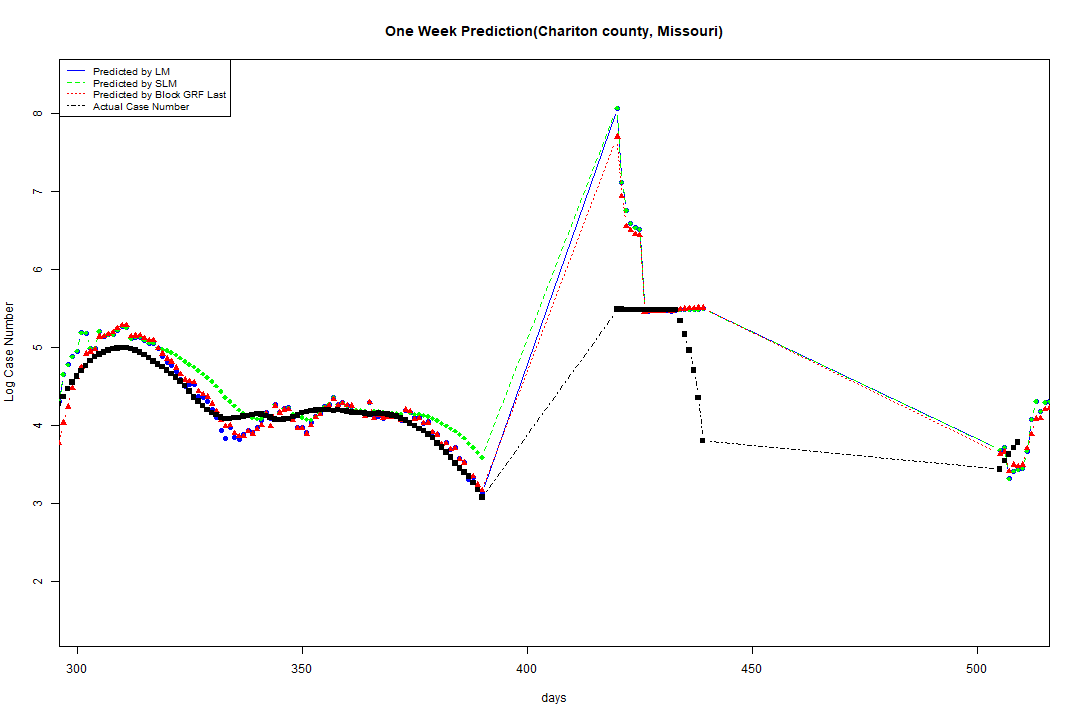 One Week Prediction(Chariton county, Missouri)
Predicted by LM
Predicted by SLM
Predicted by Block GRF Last
Actual Case Number
8
7
6
5
4
3
2
Log Case Number
300 350 400 450 500
days